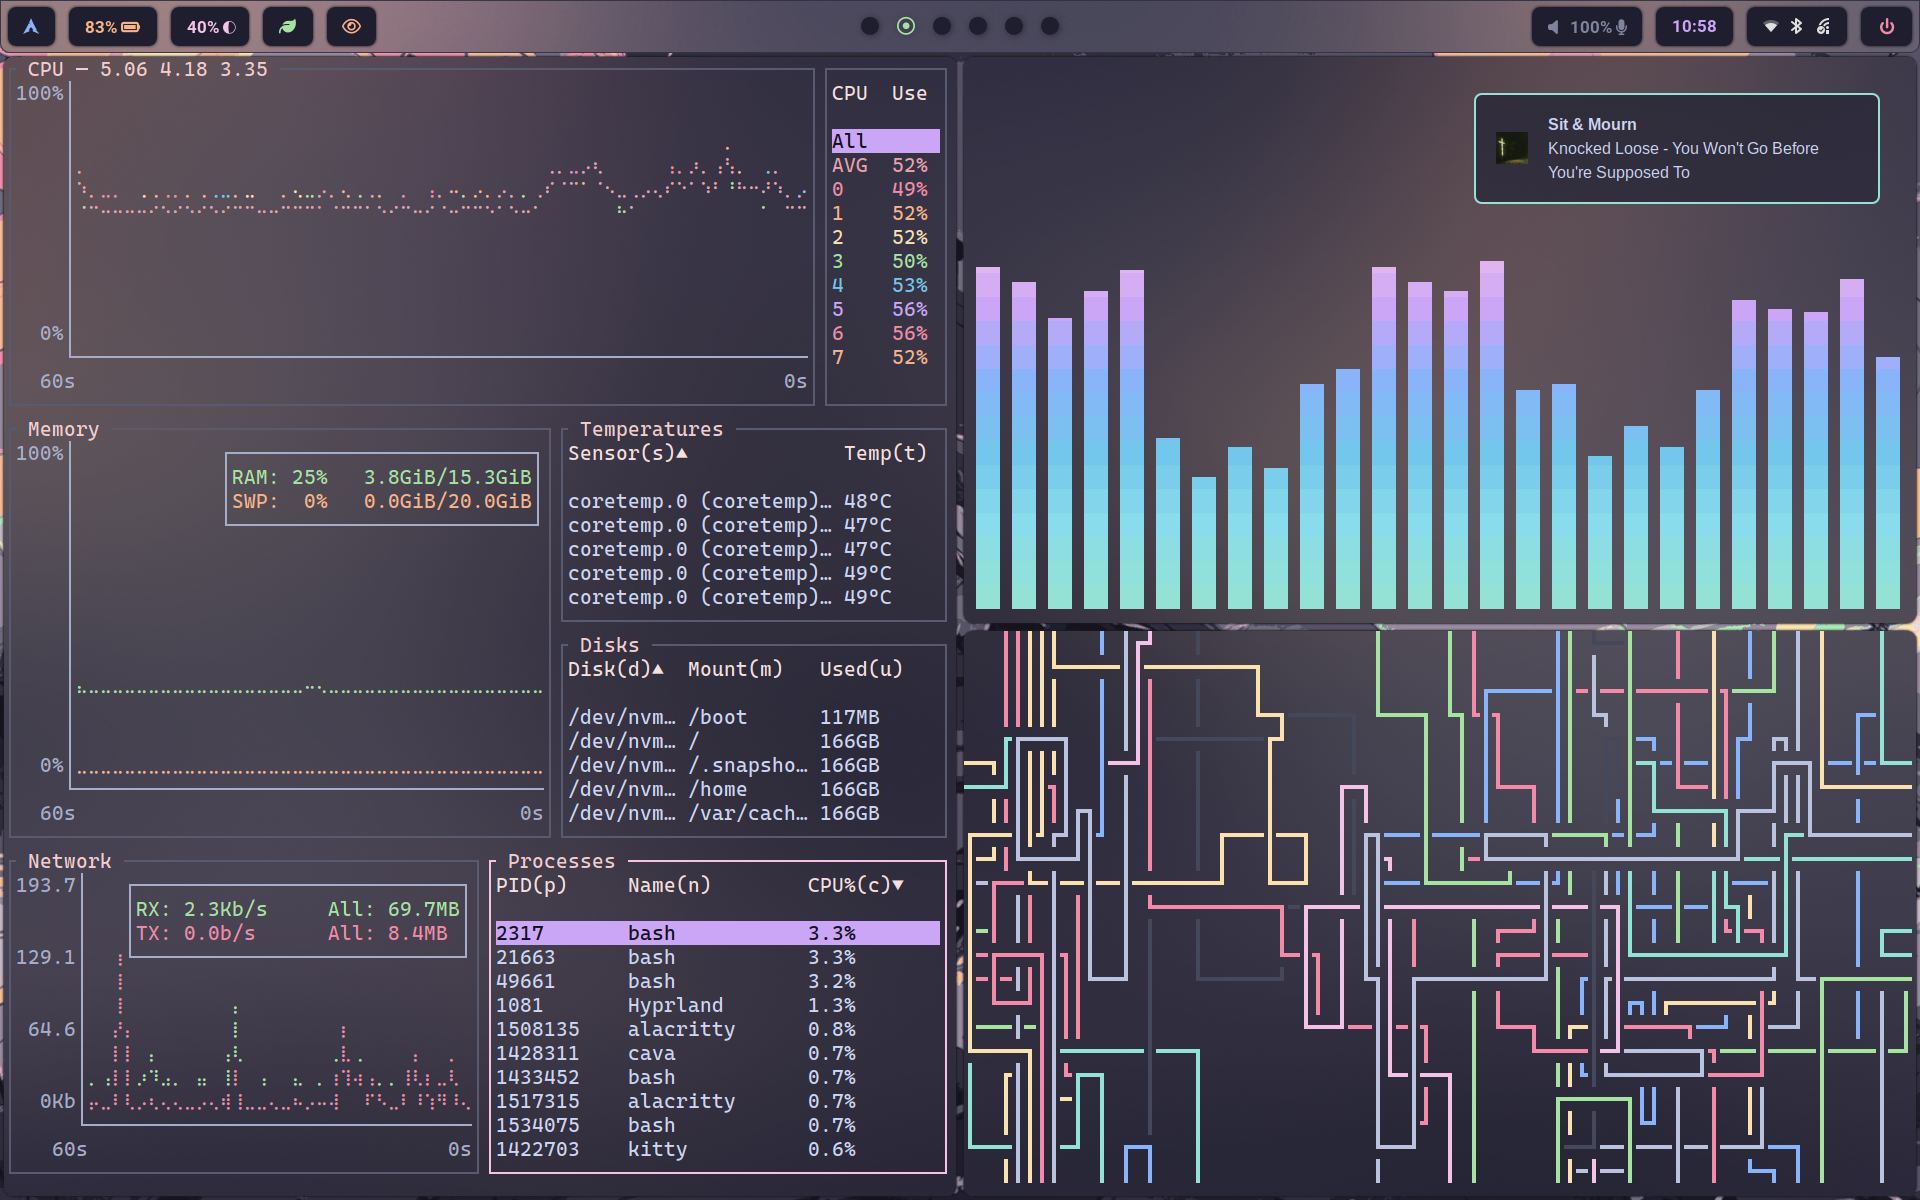 83% 40% 100% 10:58
CPU — 5.06 4.18 3.35
100%
0%
60s 0s
CPU Use
All
AVG 52%
0 49%
1 52%
2 52%
3 50%
4 53%
5 56%
6 56%
7 52%
Sit & Mourn
Knocked Loose - You Won't Go Before
You're Supposed To
Memory
100%
RAM: 25% 3.8GiB/15.3GiB
SWP: 0% 0.0GiB/20.0GiB
0%
60s 0s
Temperatures
Sensor(s)▲ Temp(t)
coretemp.0 (coretemp)… 48°C
coretemp.0 (coretemp)… 47°C
coretemp.0 (coretemp)… 47°C
coretemp.0 (coretemp)… 49°C
coretemp.0 (coretemp)… 49°C
Disks
Disk(d)▲ Mount(m) Used(u)
/dev/nvm… /boot 117MB
/dev/nvm… / 166GB
/dev/nvm… /.snapsho… 166GB
/dev/nvm… /home 166GB
/dev/nvm… /var/cach… 166GB
Network
193.7
RX: 2.3Kb/s All: 69.7MB
TX: 0.0b/s All: 8.4MB
129.1
64.6
0Kb
60s 0s
Processes
PID(p) Name(n) CPU%(c)▼
2317 bash 3.3%
21663 bash 3.3%
49661 bash 3.2%
1081 Hyprland 1.3%
1508135 alacritty 0.8%
1428311 cava 0.7%
1433452 bash 0.7%
1517315 alacritty 0.7%
1534075 bash 0.7%
1422703 kitty 0.6%